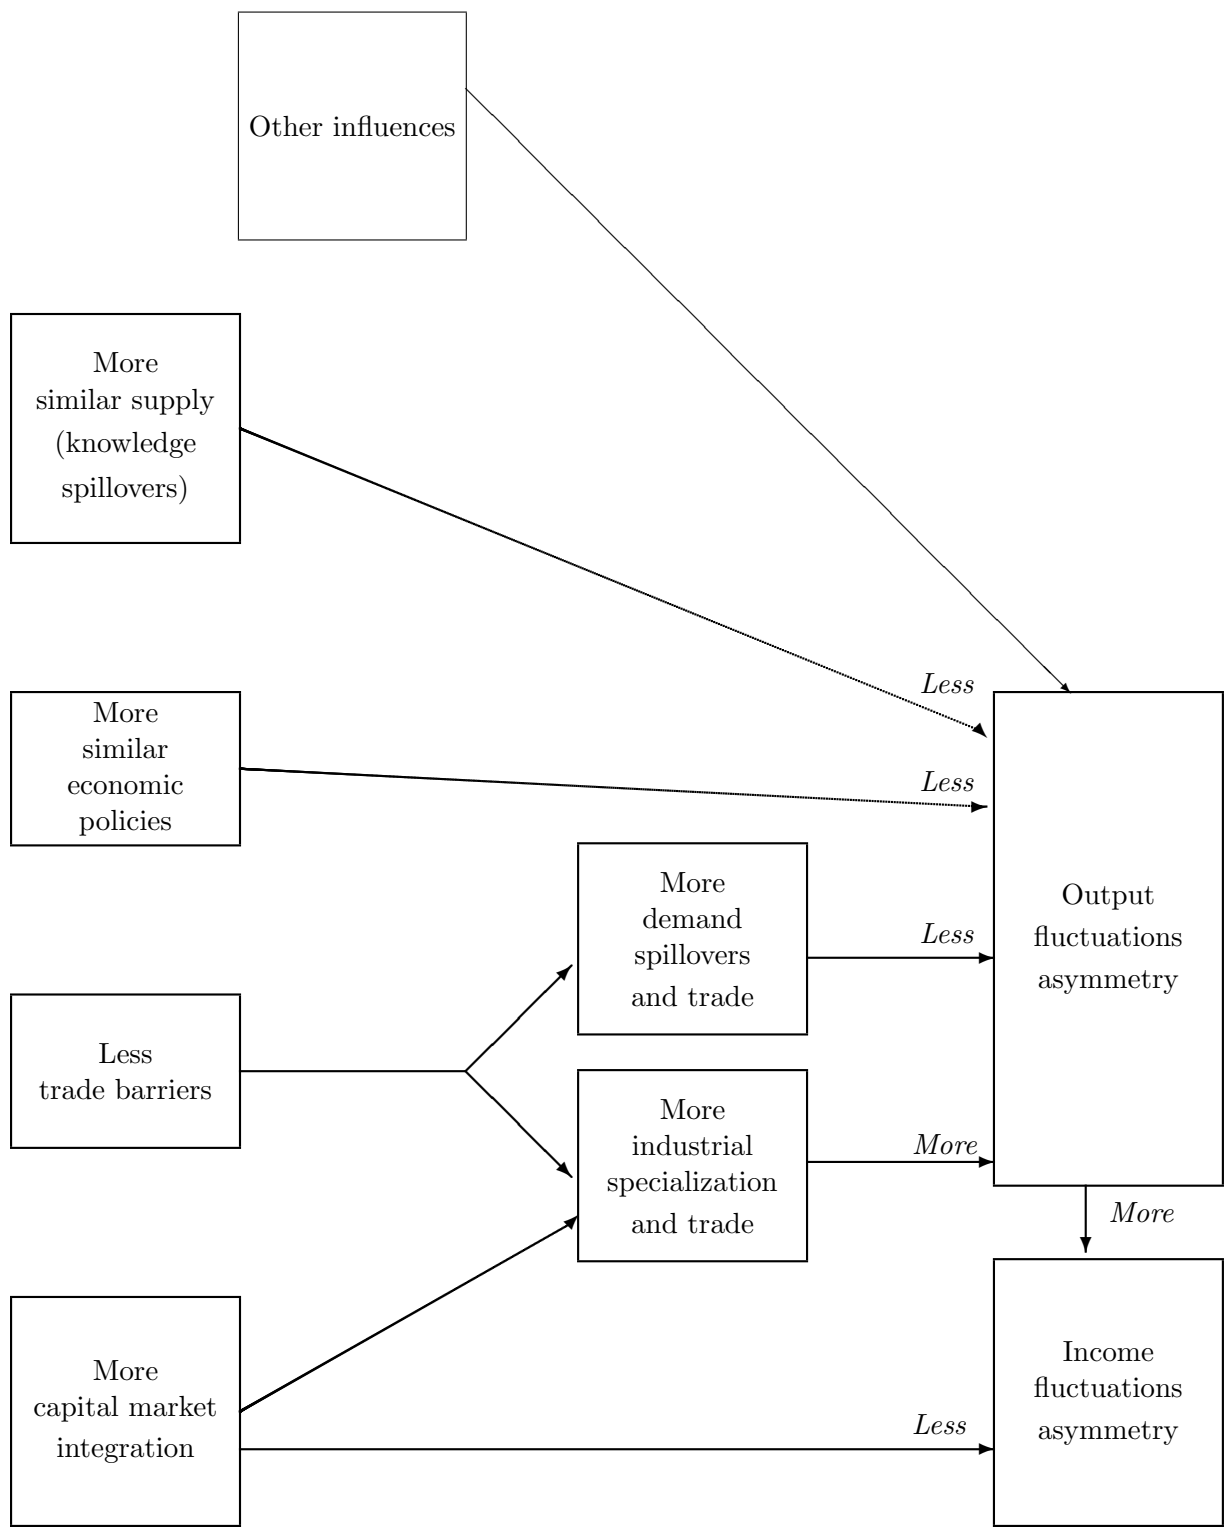 Other influences
More
similar supply
(knowledge
spillovers)
Less
More
similar
economic
policies
Less
More
demand
spillovers
and trade
Less
Output
fluctuations
asymmetry
Less
trade barriers
More
industrial
specialization
and trade
More
More
More
capital market
integration
Less
Income
fluctuations
asymmetry